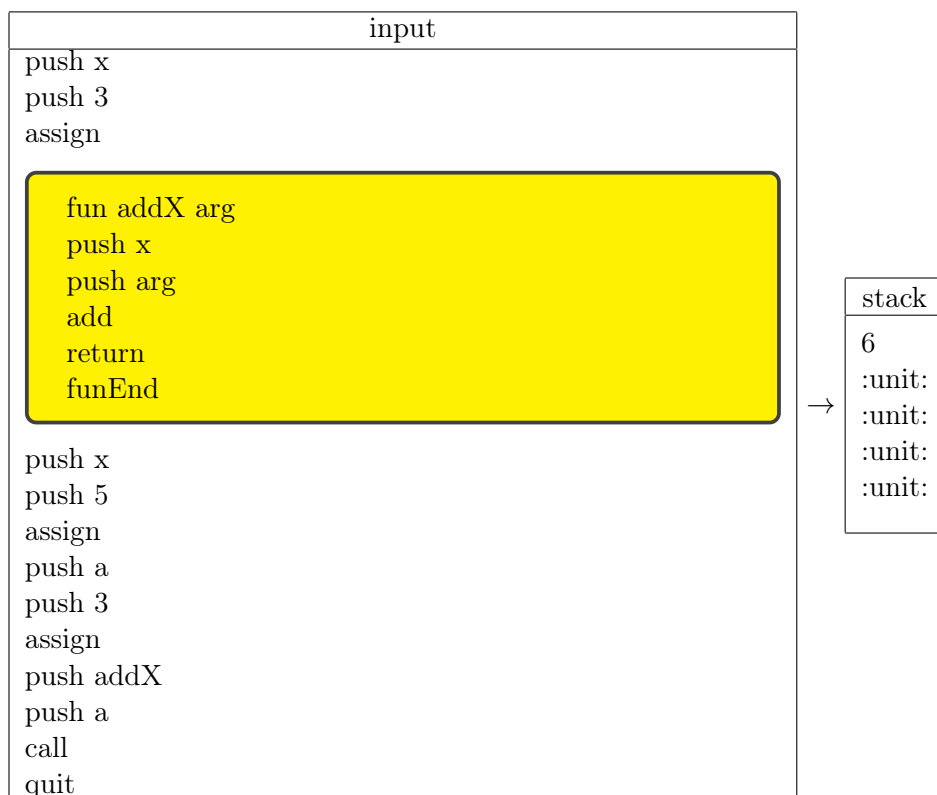 input
push x
push 3
assign
fun addX arg
push x
push arg
add
return
funEnd
push x
push 5
assign
push a
push 3
assign
push addX
push a
call
quit
→
stack
6
:unit:
:unit:
:unit:
:unit: